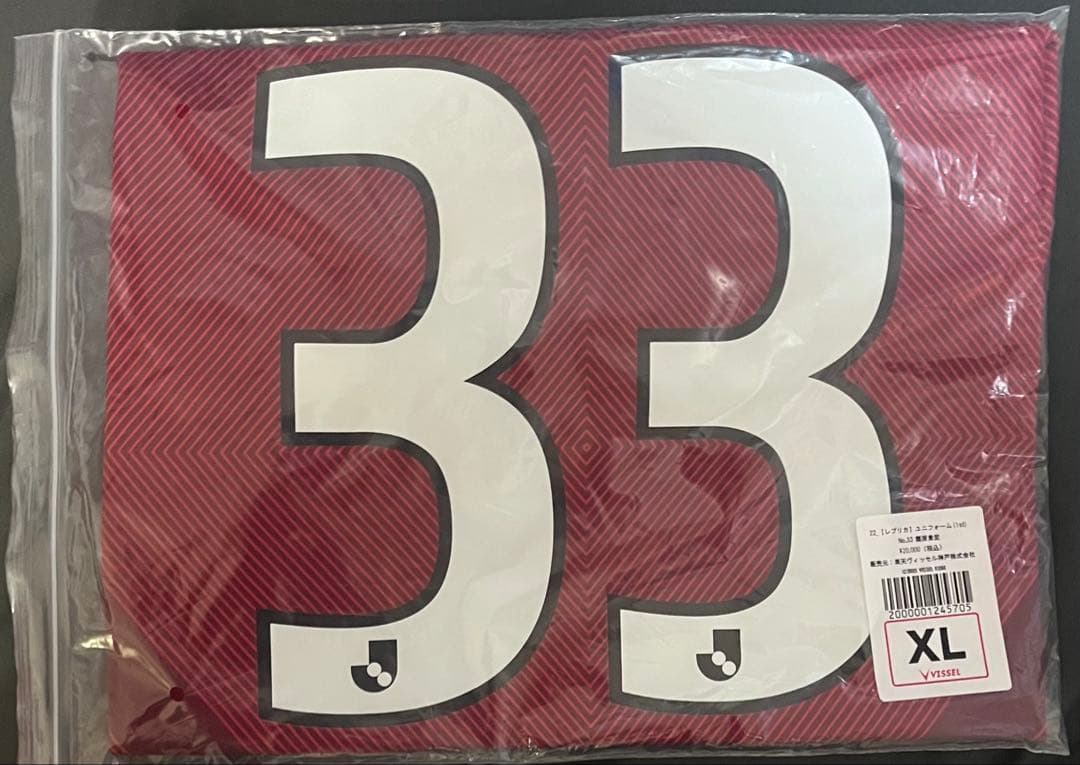 33
22_【レプリカ】ユニフォーム(1st)
No.33
¥20,000 (税込)
販売元：楽天ヴィッセル神戸株式会社
2000001245705
XL
VISSEL